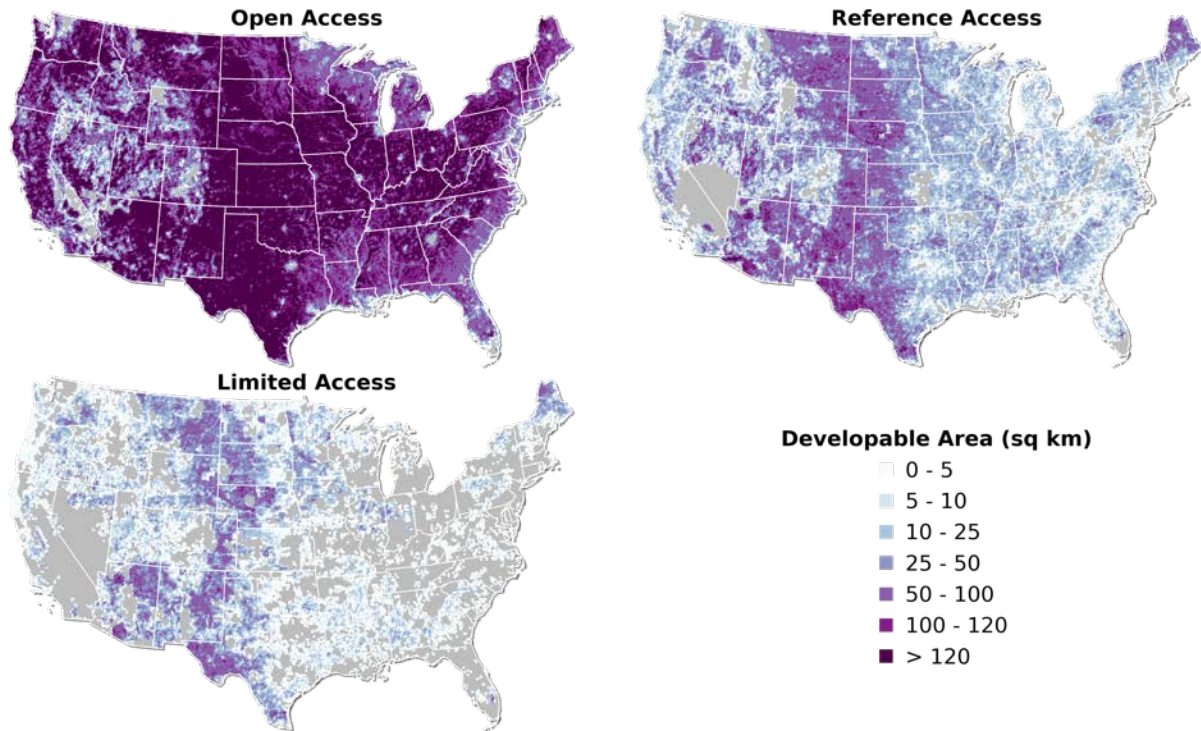 Open Access
Reference Access
Limited Access
Developable Area (sq km)
0 - 5
5 - 10
10 - 25
25 - 50
50 - 100
100 - 120
> 120